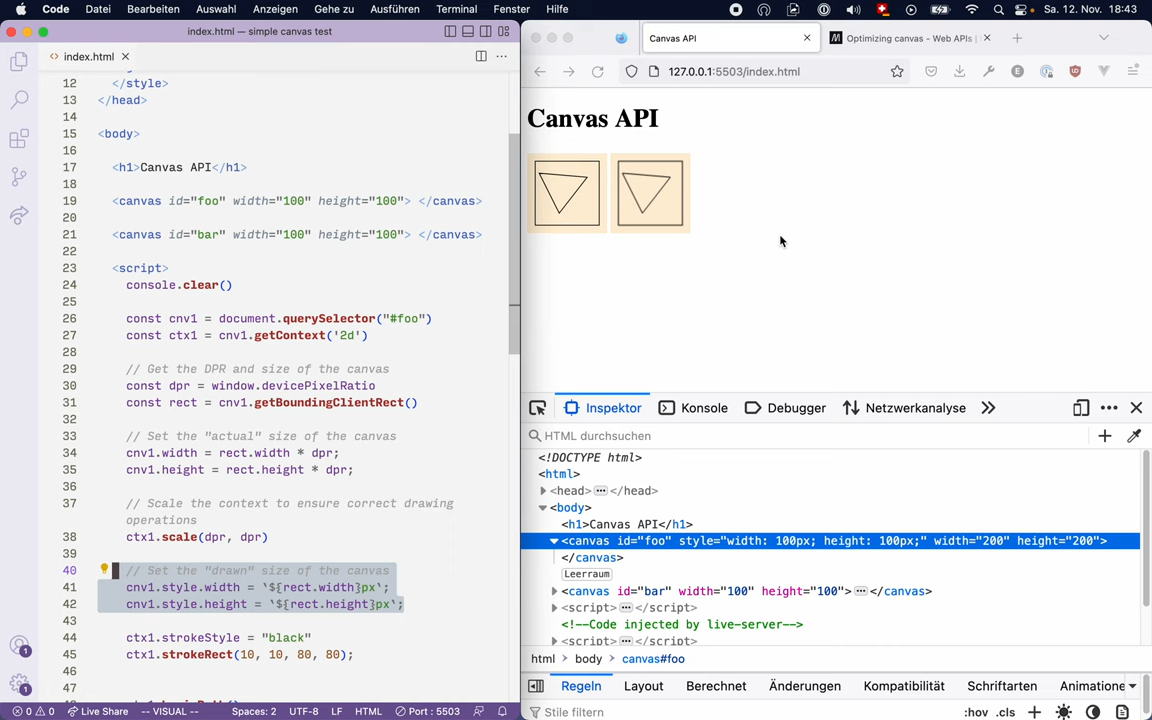 Code Datei Bearbeiten Auswahl Anzeigen Gehe zu Ausführen Terminal Fenster Hilfe Sa. 12. Nov. 18:43
index.html — simple canvas test
index.html
12 </style>
13 </head>
14
15 <body>
16
17 <h1>Canvas API</h1>
18
19 <canvas id="foo" width="100" height="100"> </canvas>
20
21 <canvas id="bar" width="100" height="100"> </canvas>
22
23 <script>
24 console.clear()
25
26 const cnv1 = document.querySelector("#foo")
27 const ctx1 = cnv1.getContext('2d')
28
29 // Get the DPR and size of the canvas
30 const dpr = window.devicePixelRatio
31 const rect = cnv1.getBoundingClientRect()
32
33 // Set the "actual" size of the canvas
34 cnv1.width = rect.width * dpr;
35 cnv1.height = rect.height * dpr;
36
37 // Scale the context to ensure correct drawing
operations
38 ctx1.scale(dpr, dpr)
39
40 // Set the "drawn" size of the canvas
41 cnv1.style.width = `${rect.width}px`;
42 cnv1.style.height = `${rect.height}px`;
43
44 ctx1.strokeStyle = "black"
45 ctx1.strokeRect(10, 10, 80, 80);
46
47
1
1
0 0 Live Share -- VISUAL -- Spaces: 2 UTF-8 LF HTML Port : 5503
Canvas API Optimizing canvas - Web APIs |
127.0.0.1:5503/index.html
Canvas API
Inspektor Konsole Debugger Netzwerkanalyse
HTML durchsuchen
<!DOCTYPE html>
<html>
<head> ··· </head>
<body>
<h1>Canvas API</h1>
<canvas id="foo" style="width: 100px; height: 100px;" width="200" height="200">
</canvas>
Leerraum
<canvas id="bar" width="100" height="100"> ··· </canvas>
<script> ··· </script>
<!--Code injected by live-server-->
<script> ··· </script>
html body canvas#foo
Regeln Layout Berechnet Änderungen Kompatibilität Schriftarten Animatione
Stile filtern :hov .cls